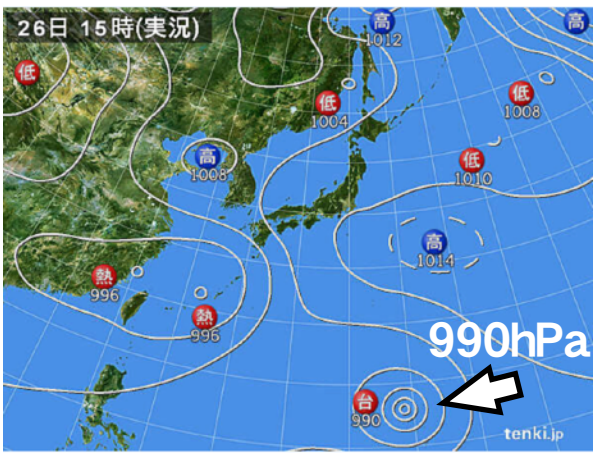 26日 15時(実況)
高
1012
高
低
低
1004
低
1008
高
1008
低
1010
高
1014
熱
996
熱
996
990hPa
台
990
tenki.jp